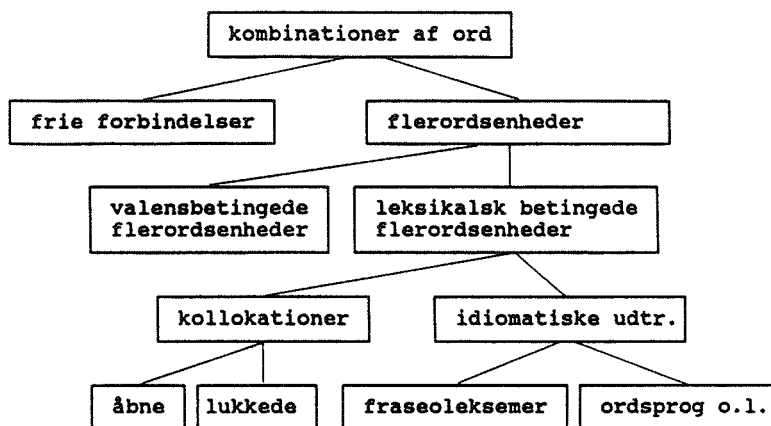 kombinationer af ord
frie forbindelser
flerordsenheder
valensbetingede
flerordsenheder
leksikalsk betingede
flerordsenheder
kollokationer
idiomatiske udtr.
åbne
lukkede
fraseoleksemer
ordsprog o.l.